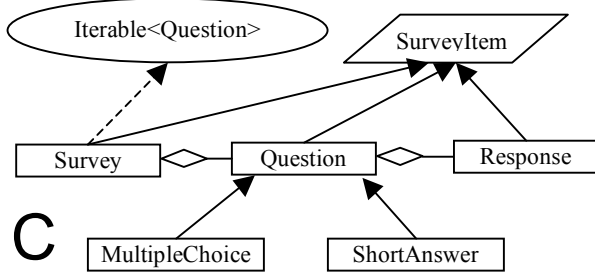 Iterable<Question>
SurveyItem
Survey
Question
Response
C
MultipleChoice
ShortAnswer